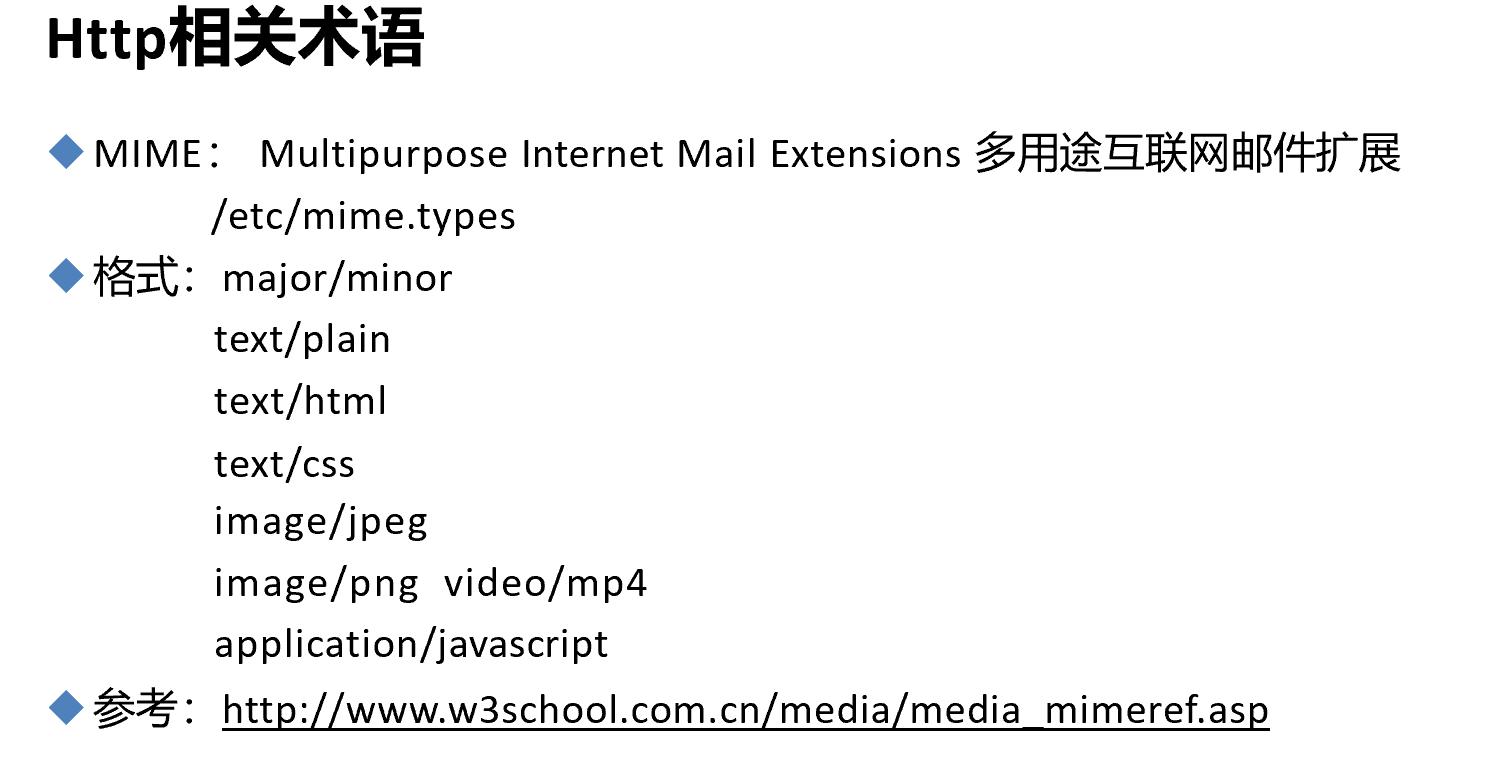 Http相关术语
MIME： Multipurpose Internet Mail Extensions 多用途互联网邮件扩展
/etc/mime.types
格式：major/minor
text/plain
text/html
text/css
image/jpeg
image/png video/mp4
application/javascript
参考：http://www.w3school.com.cn/media/media_mimeref.asp